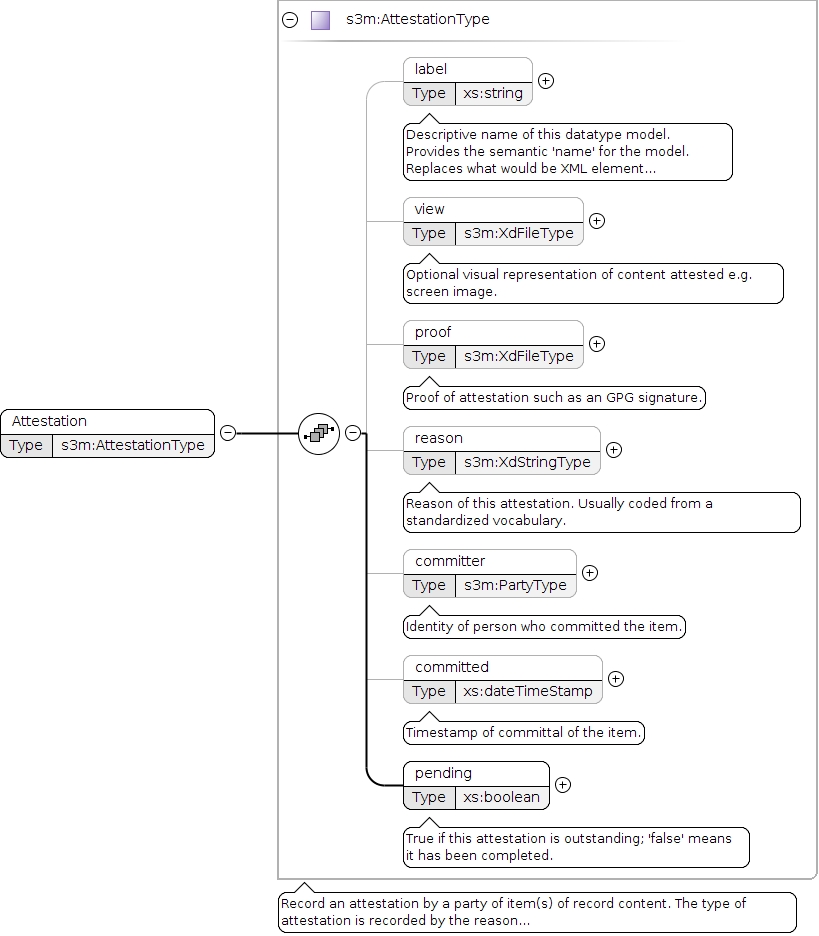 s3m:AttestationType
label
Type xs:string
Descriptive name of this datatype model.
Provides the semantic 'name' for the model.
Replaces what would be XML element...
view
Type s3m:XdFileType
Optional visual representation of content attested e.g.
screen image.
proof
Type s3m:XdFileType
Proof of attestation such as an GPG signature.
Attestation
Type s3m:AttestationType
reason
Type s3m:XdStringType
Reason of this attestation. Usually coded from a
standardized vocabulary.
committer
Type s3m:PartyType
Identity of person who committed the item.
committed
Type xs:dateTimeStamp
Timestamp of committal of the item.
pending
Type xs:boolean
True if this attestation is outstanding; 'false' means
it has been completed.
Record an attestation by a party of item(s) of record content. The type of
attestation is recorded by the reason...